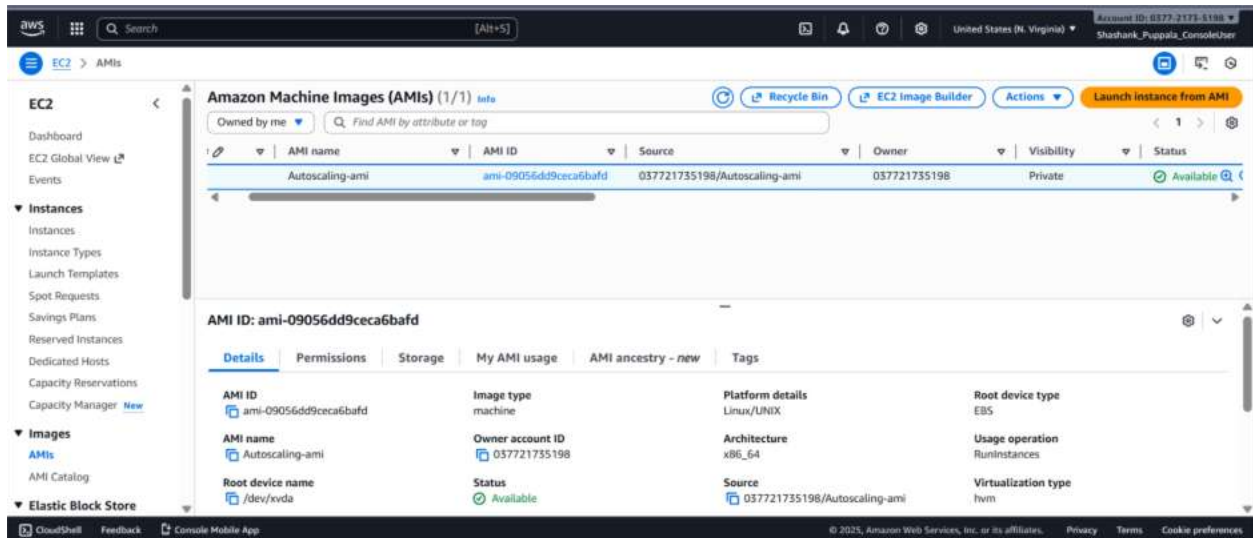 aws
Search
[Alt+S]
United States (N. Virginia)
Account ID: 0377-2173-5198
Shashank_Puppala_ConsoleUser
EC2 > AMIs
EC2
Dashboard
EC2 Global View
Events
Instances
Instances
Instance Types
Launch Templates
Spot Requests
Savings Plans
Reserved Instances
Dedicated Hosts
Capacity Reservations
Capacity Manager New
Images
AMIs
AMI Catalog
Elastic Block Store
Amazon Machine Images (AMIs) (1/1) Info
Recycle Bin
EC2 Image Builder
Actions
Launch instance from AMI
Owned by me
Find AMI by attribute or tag
1
AMI name
AMI ID
Source
Owner
Visibility
Status
Autoscaling-ami
ami-09056dd9ceca6bafd
037721735198/Autoscaling-ami
037721735198
Private
Available
AMI ID: ami-09056dd9ceca6bafd
Details
Permissions
Storage
My AMI usage
AMI ancestry - new
Tags
AMI ID
ami-09056dd9ceca6bafd
Image type
machine
Platform details
Linux/UNIX
Root device type
EBS
AMI name
Autoscaling-ami
Owner account ID
037721735198
Architecture
x86_64
Usage operation
RunInstances
Root device name
/dev/xvda
Status
Available
Source
037721735198/Autoscaling-ami
Virtualization type
hvm
CloudShell
Feedback
Console Mobile App
© 2025, Amazon Web Services, Inc. or its affiliates.
Privacy
Terms
Cookie preferences